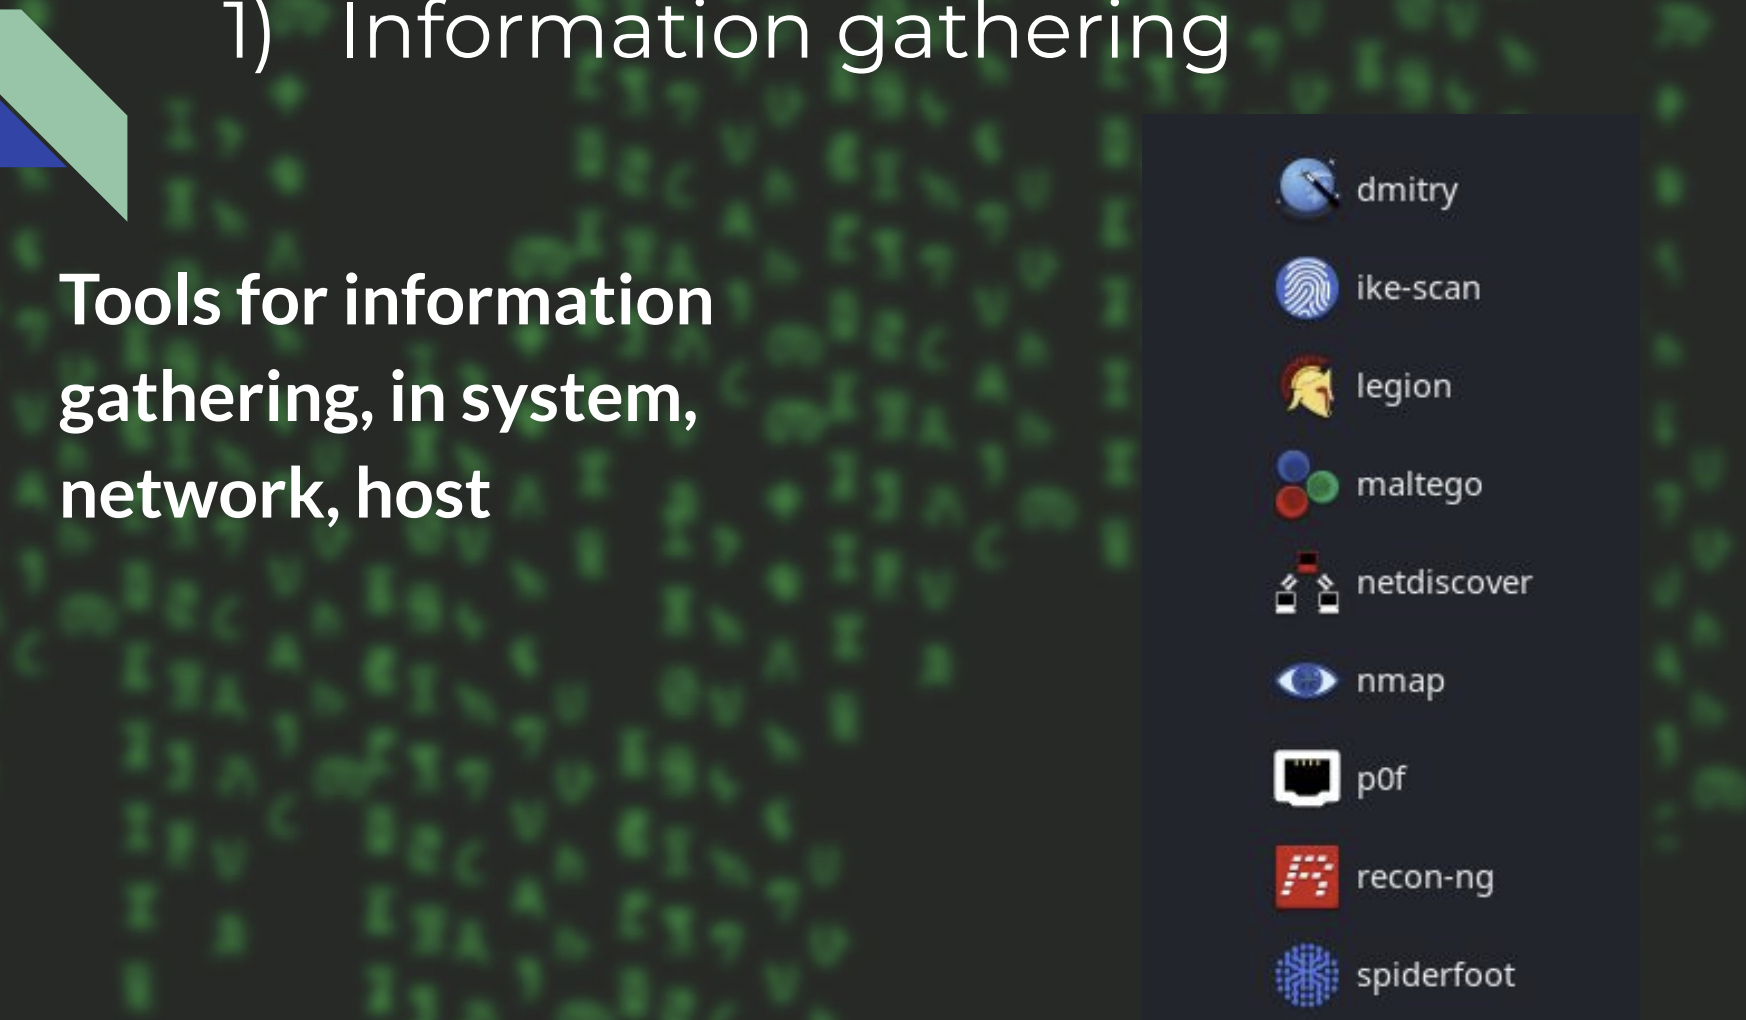 1) Information gathering
Tools for information
gathering, in system,
network, host
dmitry
ike-scan
legion
maltego
netdiscover
nmap
p0f
recon-ng
spiderfoot